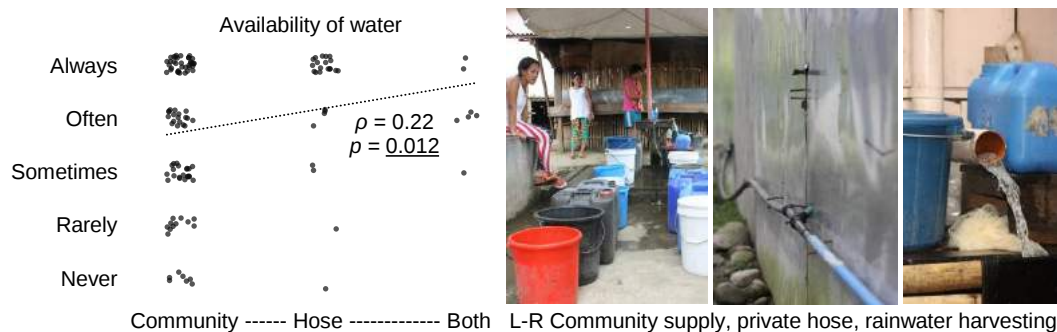 Availability of water
Always
Often
Sometimes
Rarely
Never
ρ = 0.22
p = 0.012
Community ------ Hose ------------- Both
L-R Community supply, private hose, rainwater harvesting